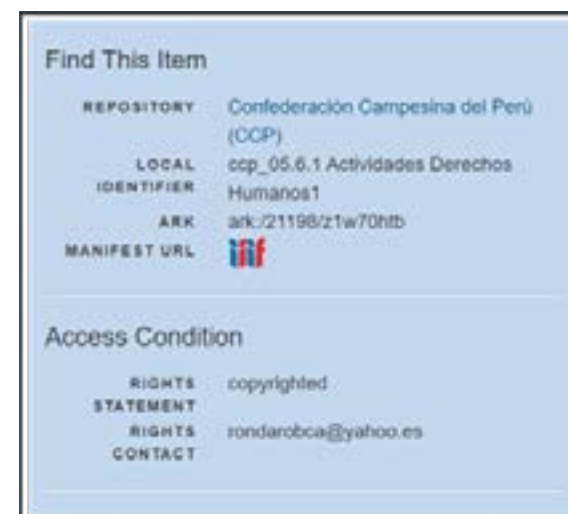 Find This Item
REPOSITORY Confederación Campesina del Perú
(CCP)
LOCAL ccp_05.6.1 Actividades Derechos
IDENTIFIER Humanos1
ARK ark:/21198/z1w70htb
MANIFEST URL iiif
Access Condition
RIGHTS copyrighted
STATEMENT
RIGHTS rondarobca@yahoo.es
CONTACT